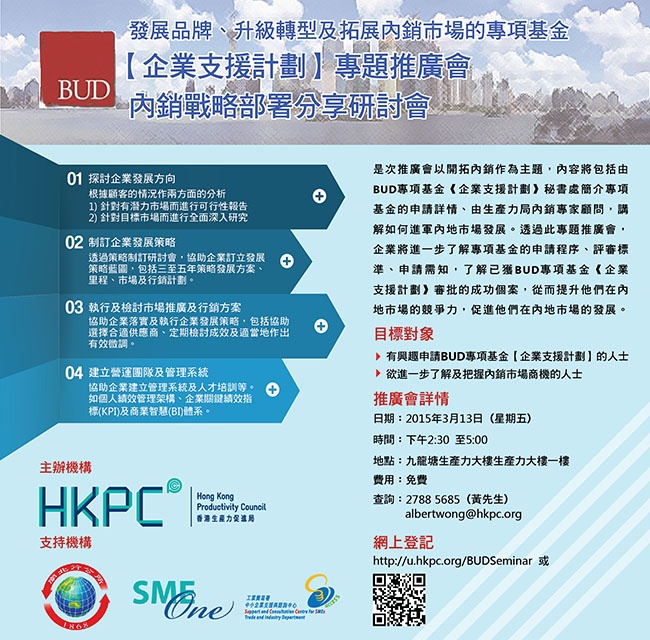 BUD
發展品牌、升級轉型及拓展內銷市場的專項基金
【企業支援計劃】專題推廣會
內銷戰略部署分享研討會
01 探討企業發展方向
根據顧客的情況作兩方面的分析
1) 針對有潛力市場而進行可行性報告
2) 針對目標市場而進行全面深入研究
02 制訂企業發展策略
透過策略制訂研討會，協助企業訂立發展
策略藍圖，包括三至五年策略發展方案、
里程、市場及行銷計劃。
03 執行及檢討市場推廣及行銷方案
協助企業落實及執行企業發展策略，包括協助
選擇合適供應商、定期檢討成效及適當地作出
有效微調。
04 建立營運團隊及管理系統
協助企業建立管理系統及人才培訓等。
如個人績效管理架構、企業關鍵績效指
標(KPI)及商業智慧(BI)體系。
是次推廣會以開拓內銷作為主題，內容將包括由
BUD專項基金《企業支援計劃》秘書處簡介專項
基金的申請詳情、由生產力局內銷專家顧問，講
解如何進軍內地市場發展。透過此專題推廣會，
企業將進一步了解專項基金的申請程序、評審標
準、申請需知，了解已獲BUD專項基金《企業
支援計劃》審批的成功個案，從而提升他們在內
地市場的競爭力，促進他們在內地市場的發展。
目標對象
有興趣申請BUD專項基金【企業支援計劃】的人士
欲進一步了解及把握內銷市場商機的人士
推廣會詳情
日期：2015年3月13日（星期五）
時間：下午2:30 至5:00
地點：九龍塘生產力大樓生產力大樓一樓
費用：免費
查詢：2788 5685（黃先生）
albertwong@hkpc.org
網上登記
http://u.hkpc.org/BUDSeminar 或
主辦機構
HKPC
Hong Kong
Productivity Council
香港生產力促進局
支持機構
1868
SME
One
工業貿易署
中小企業支援與諮詢中心
Support and Consultation Centre for SMEs
Trade and Industry Department